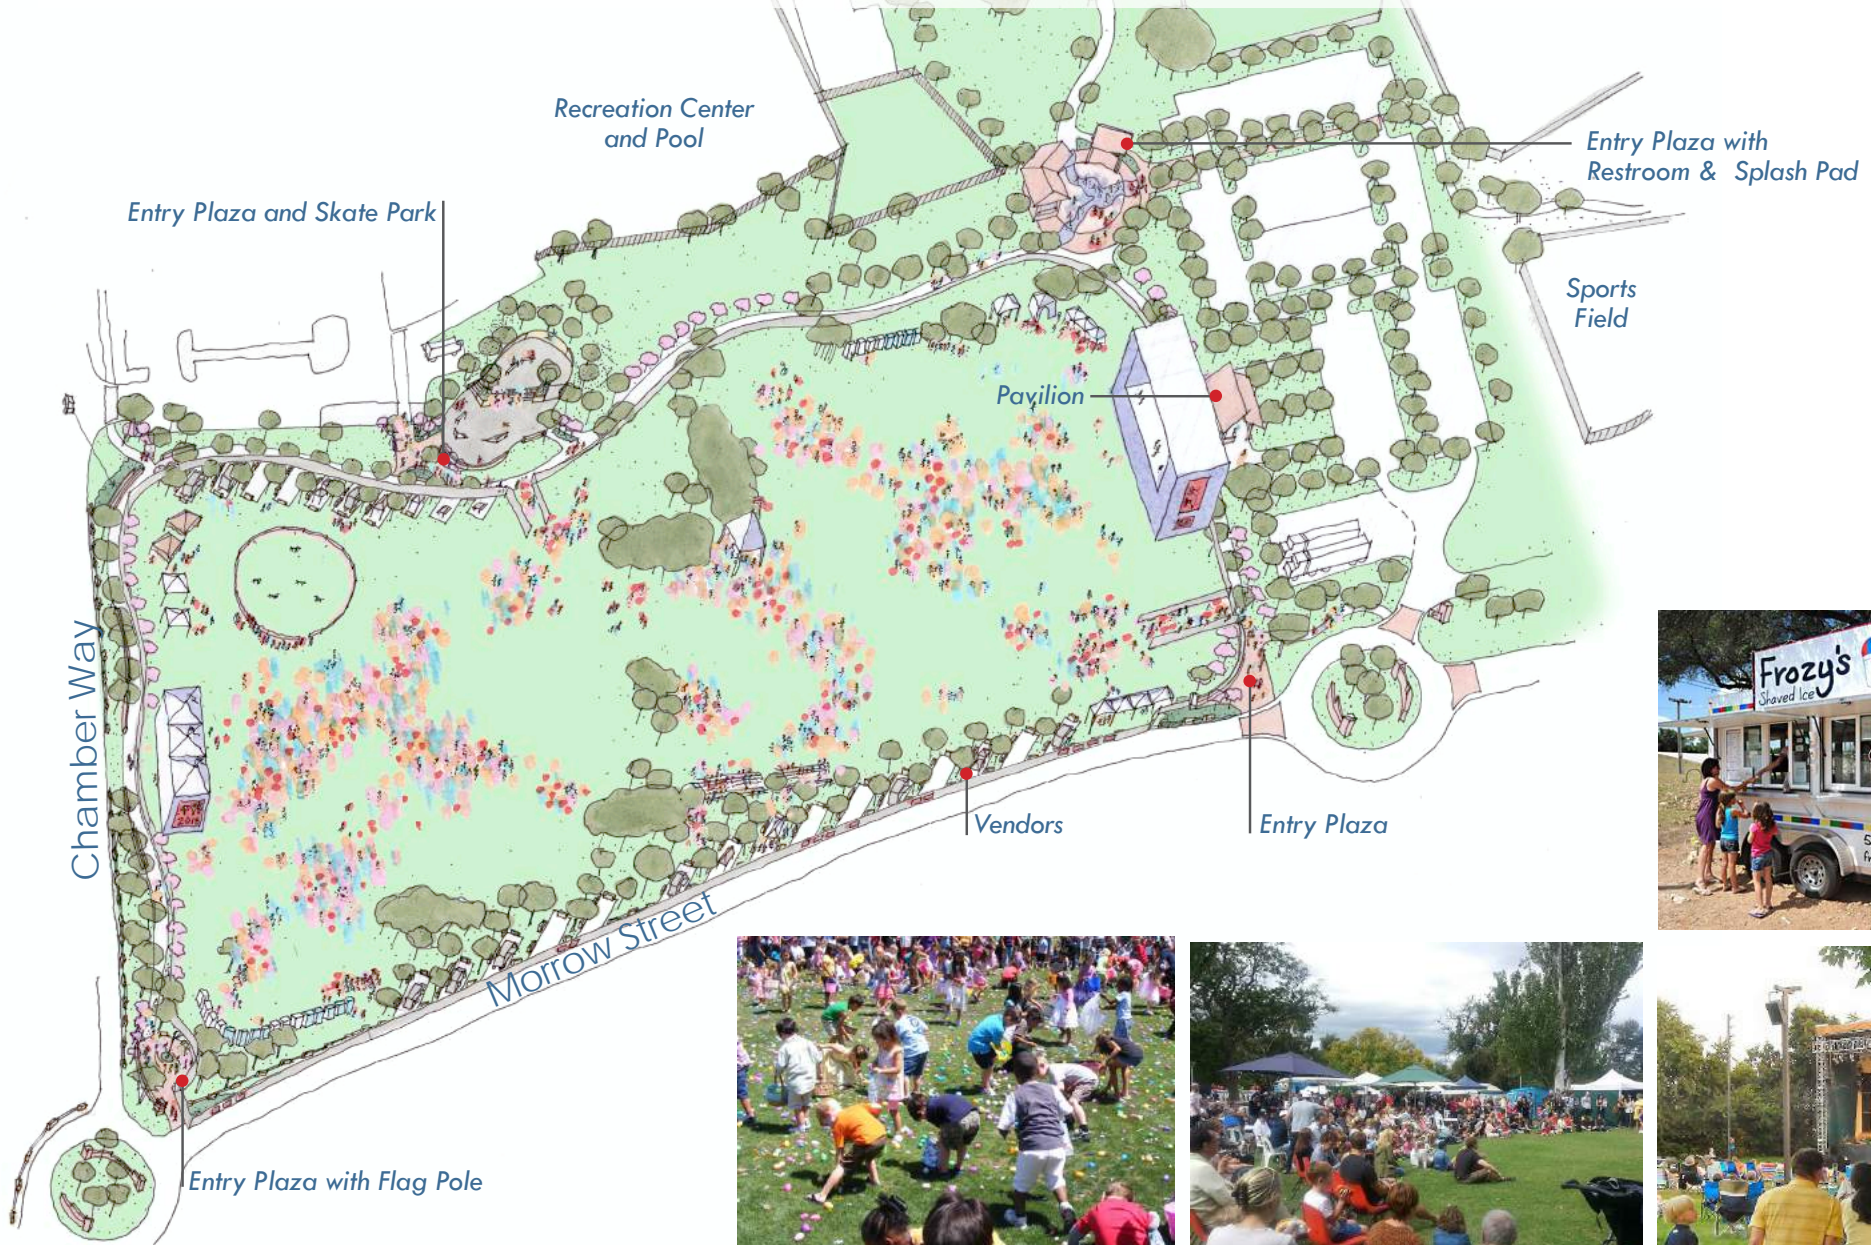 Recreation Center
and Pool
Entry Plaza with
Restroom & Splash Pad
Entry Plaza and Skate Park
Sports
Field
Pavilion
Chamber Way
Frozy's
Shaved Ice
Vendors
Entry Plaza
Morrow Street
Entry Plaza with Flag Pole